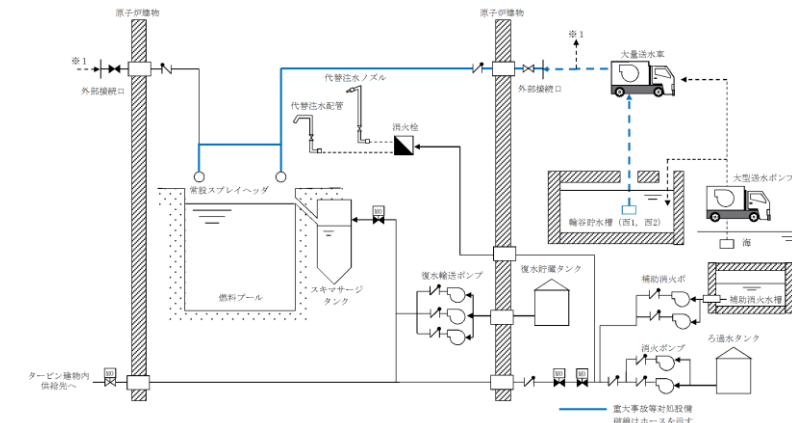 原子炉建物
原子炉建物
※1
※1
大量送水車
外部接続口
代替注水ノズル
外部接続口
代替注水配管
消火栓
常設スプレイヘッダ
大型送水ポンプ
輪谷貯水槽(西1,西2)
海
復水輸送ポンプ
復水貯蔵タンク
補助消火ポ
スキマサージ
タンク
燃料プール
補助消火水槽
消火ポンプ
ろ過水タンク
タービン建物内
供給先へ
MO
MO
MO
MO
重大事故等対処設備
破線はホースを示す